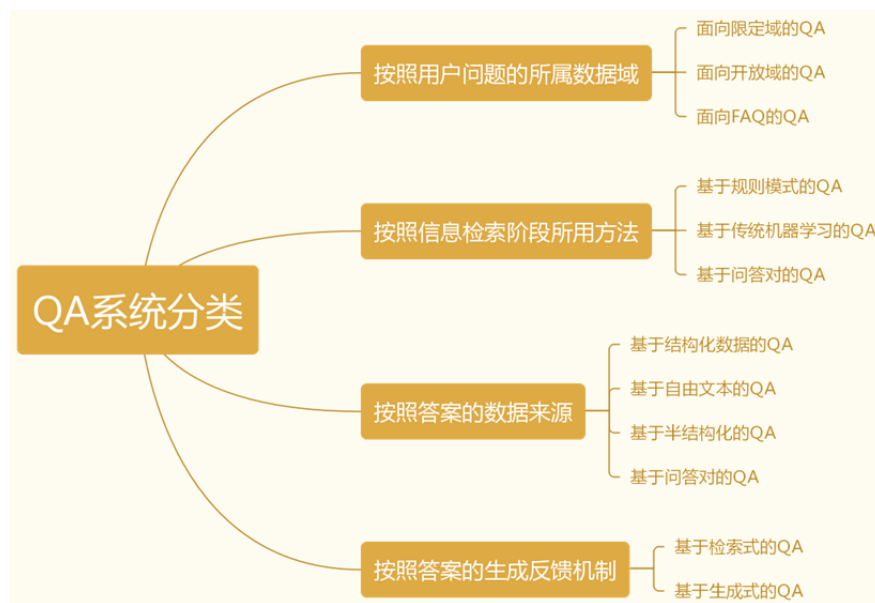 QA系统分类
按照用户问题的所属数据域
面向限定域的QA
面向开放域的QA
面向FAQ的QA
按照信息检索阶段所用方法
基于规则模式的QA
基于传统机器学习的QA
基于问答对的QA
按照答案的数据来源
基于结构化数据的QA
基于自由文本的QA
基于半结构化的QA
基于问答对的QA
按照答案的生成反馈机制
基于检索式的QA
基于生成式的QA